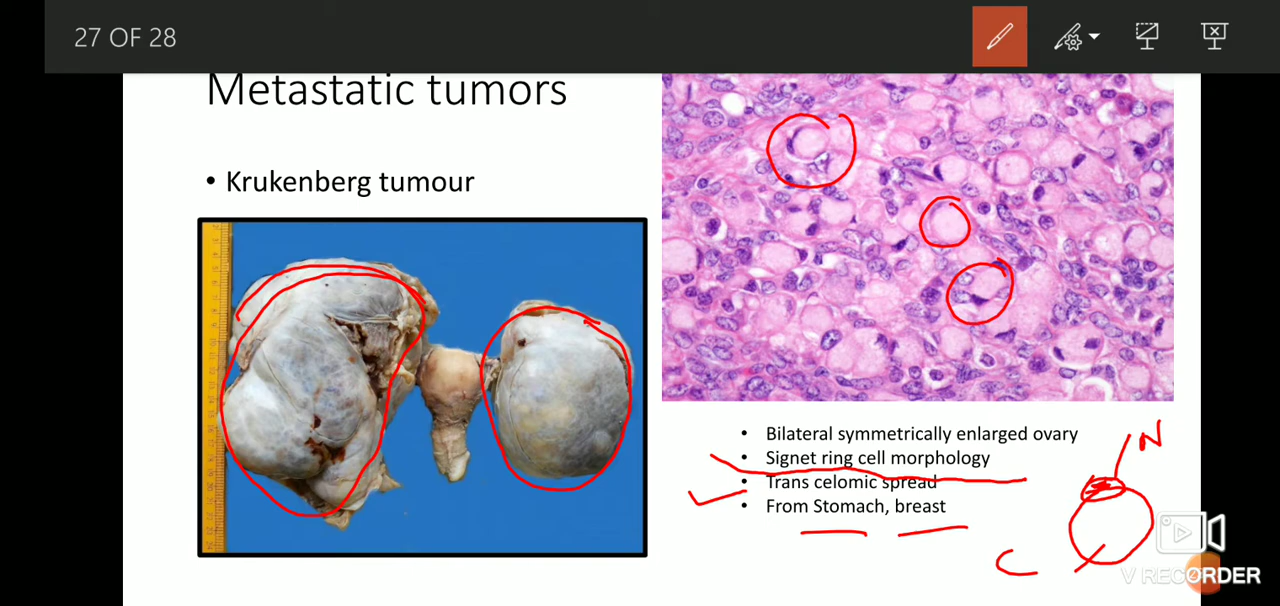 27 OF 28
Metastatic tumors
• Krukenberg tumour
• Bilateral symmetrically enlarged ovary
• Signet ring cell morphology
• Trans celomic spread
• From Stomach, breast
N
C
V RECORDER